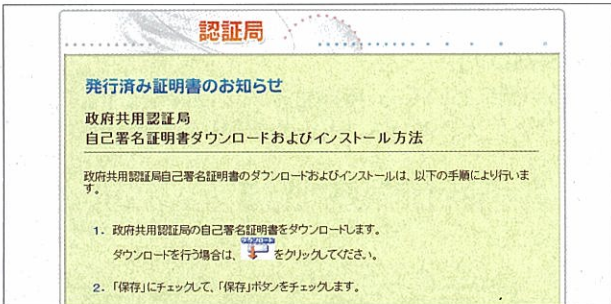 認証局
発行済み証明書のお知らせ
政府共用認証局
自己署名証明書ダウンロードおよびインストール方法
政府共用認証局自己署名証明書のダウンロードおよびインストールは、以下の手順により行いま
す。
1. 政府共用認証局の自己署名証明書をダウンロードします。
ダウンロードを行う場合は、 ダウンロード をクリックしてください。
2. 「保存」にチェックして、「保存」ボタンをチェックします。